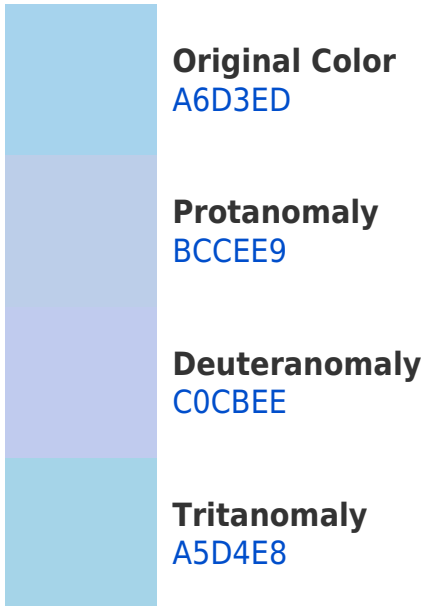 Original Color
A6D3ED
Protanomaly
BCCEE9
Deuteranomaly
C0CBEE
Tritanomaly
A5D4E8